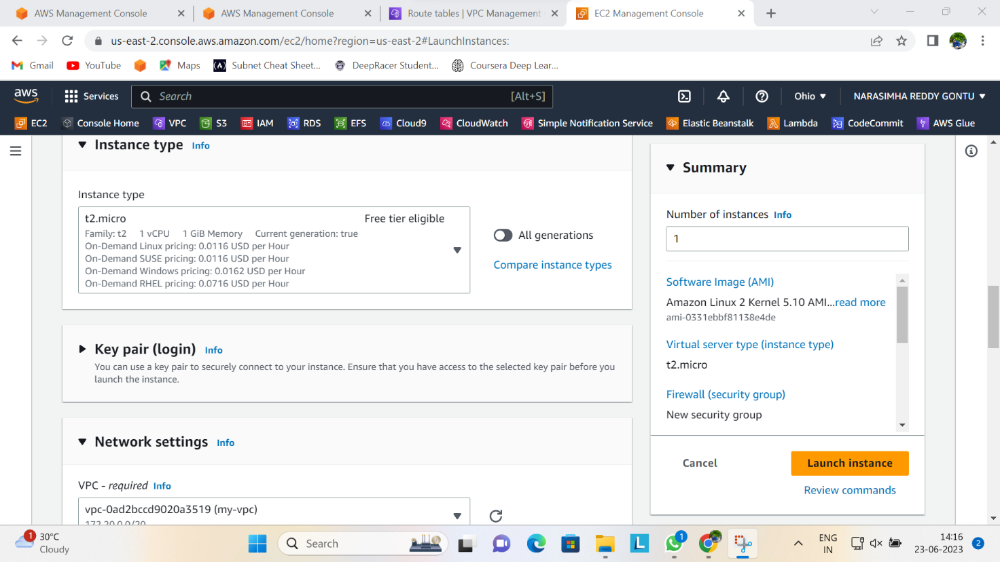 AWS Management Console
AWS Management Console
Route tables | VPC Management
EC2 Management Console
us-east-2.console.aws.amazon.com/ec2/home?region=us-east-2#LaunchInstances:
Gmail
YouTube
Maps
Subnet Cheat Sheet...
DeepRacer Student...
Coursera Deep Lear...
aws
Services
Search
[Alt+S]
Ohio
NARASIMHA REDDY GONTU
EC2
Console Home
VPC
S3
IAM
RDS
EFS
Cloud9
CloudWatch
Simple Notification Service
Elastic Beanstalk
Lambda
CodeCommit
AWS Glue
Instance type Info
Instance type
t2.micro Free tier eligible
Family: t2 1 vCPU 1 GiB Memory Current generation: true
On-Demand Linux pricing: 0.0116 USD per Hour
On-Demand SUSE pricing: 0.0116 USD per Hour
On-Demand Windows pricing: 0.0162 USD per Hour
On-Demand RHEL pricing: 0.0716 USD per Hour
All generations
Compare instance types
Key pair (login) Info
You can use a key pair to securely connect to your instance. Ensure that you have access to the selected key pair before you
launch the instance.
Network settings Info
VPC - required Info
vpc-0ad2bccd9020a3519 (my-vpc)
172.20.0.0/20
Summary
Number of instances Info
1
Software Image (AMI)
Amazon Linux 2 Kernel 5.10 AMI...read more
ami-0331ebbf81138e4de
Virtual server type (instance type)
t2.micro
Firewall (security group)
New security group
Cancel
Launch instance
Review commands
1
30°C
Cloudy
Search
L
1
ENG
IN
14:16
23-06-2023
2